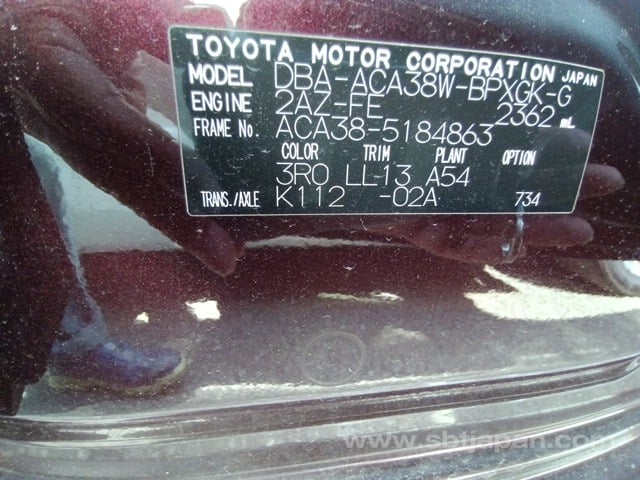 TOYOTA MOTOR CORPORATION JAPAN
MODEL DBA-ACA38W-BPXGK-G
ENGINE 2AZ-FE 2362 mL
FRAME No. ACA38-5184863
COLOR TRIM PLANT OPTION
3R0 LL-13 A54
TRANS./AXLE K112 -02A 734
www.sbtjapan.com